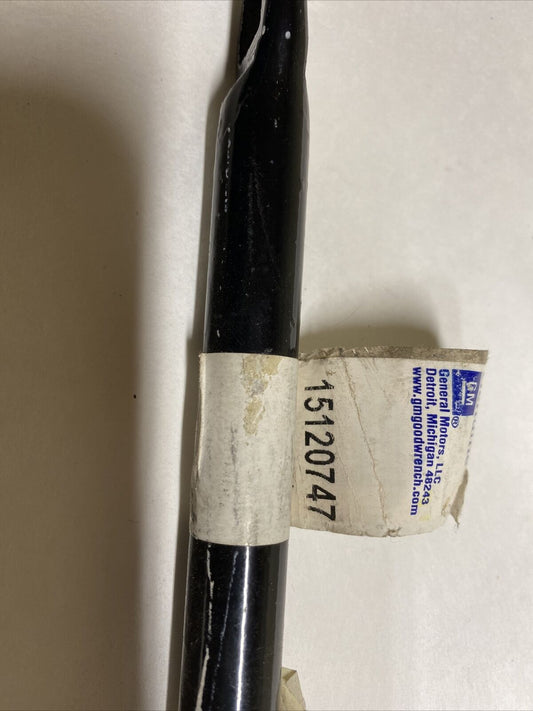 GM
General Motors, LLC
Detroit, Michigan 48243
www.gmgoodwrench.com
15120747